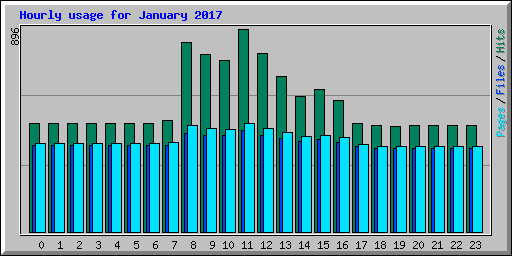 Hourly usage for January 2017
896
Pages / Files / Hits
0 1 2 3 4 5 6 7 8 9 10 11 12 13 14 15 16 17 18 19 20 21 22 23